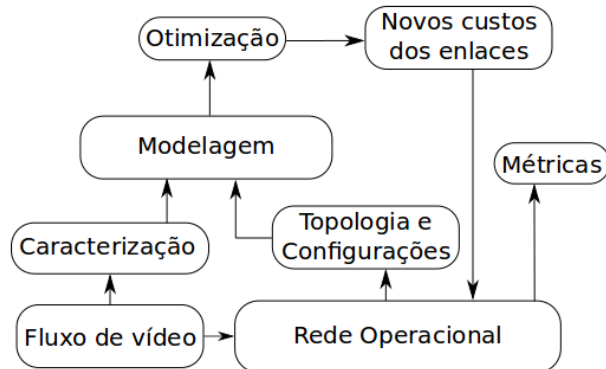 Otimização
Novos custos
dos enlaces
Modelagem
Métricas
Caracterização
Topologia e
Configurações
Fluxo de vídeo
Rede Operacional